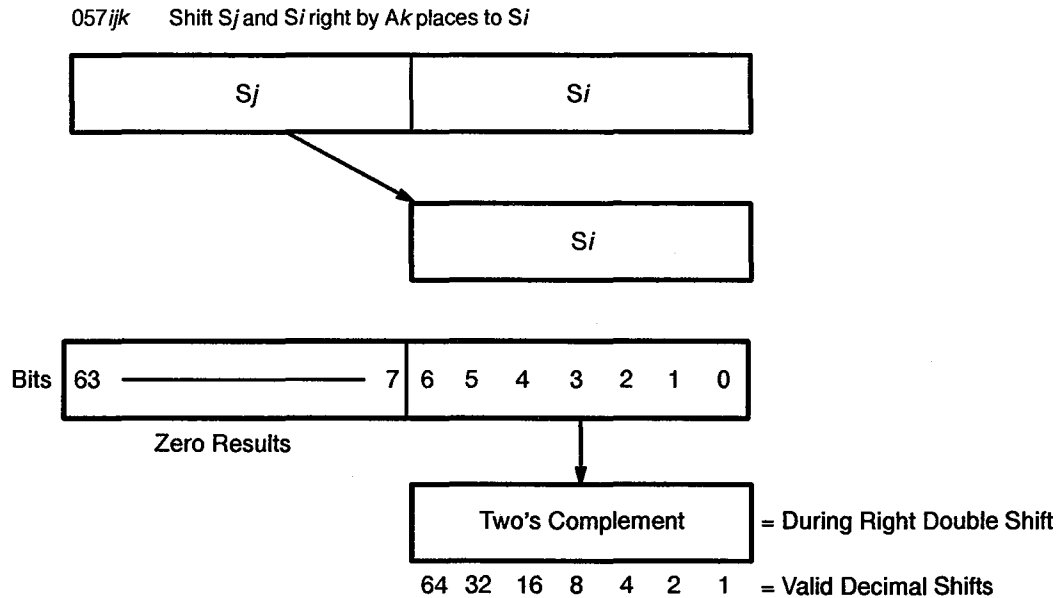 057ijk Shift Sj and Si right by Ak places to Si
Sj Si
Si
Bits 63 7 6 5 4 3 2 1 0
Zero Results
Two's Complement = During Right Double Shift
64 32 16 8 4 2 1 = Valid Decimal Shifts